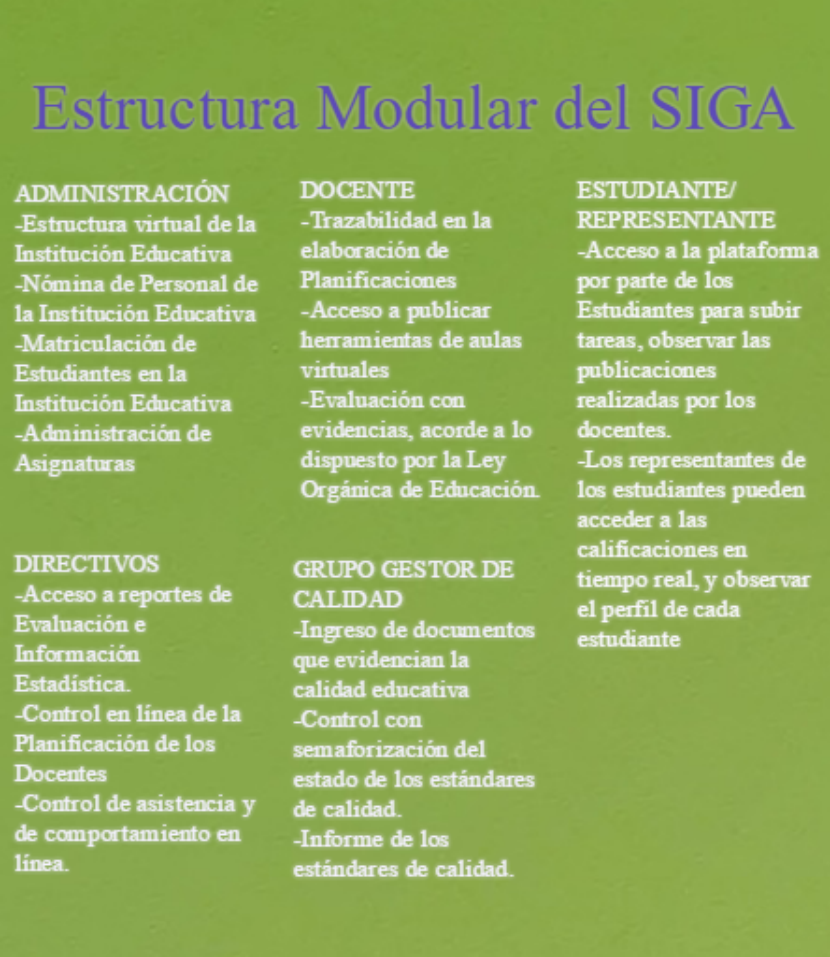 Estructura Modular del SIGA
ADMINISTRACIÓN
-Estructura virtual de la
Institución Educativa
-Nómina de Personal de
la Institución Educativa
-Matriculación de
Estudiantes en la
Institución Educativa
-Administración de
Asignaturas
DOCENTE
-Trazabilidad en la
elaboración de
Planificaciones
-Acceso a publicar
herramientas de aulas
virtuales
-Evaluación con
evidencias, acorde a lo
dispuesto por la Ley
Orgánica de Educación.
ESTUDIANTE/
REPRESENTANTE
-Acceso a la plataforma
por parte de los
Estudiantes para subir
tareas, observar las
publicaciones
realizadas por los
docentes.
-Los representantes de
los estudiantes pueden
acceder a las
calificaciones en
tiempo real, y observar
el perfil de cada
estudiante
DIRECTIVOS
-Acceso a reportes de
Evaluación e
Información
Estadística.
-Control en línea de la
Planificación de los
Docentes
-Control de asistencia y
de comportamiento en
línea.
GRUPO GESTOR DE
CALIDAD
-Ingreso de documentos
que evidencian la
calidad educativa
-Control con
semaforización del
estado de los estándares
de calidad.
-Informe de los
estándares de calidad.